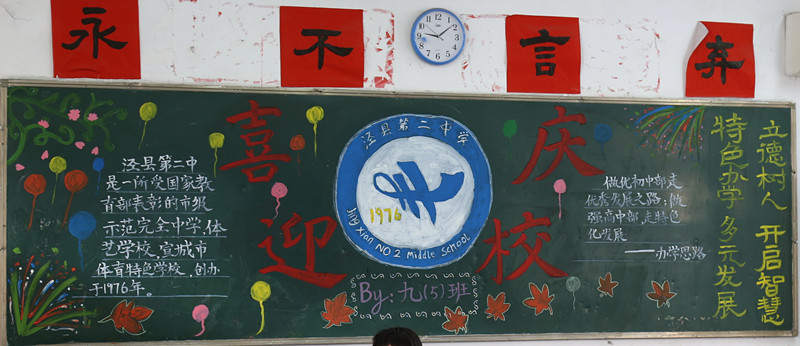 永不言弃
泾县第二中
是一所受国家教
育部表彰的市级
示范完全中学、体
艺学校、宣城市
体育特色学校、创办
于1976年。
喜迎
泾县第二中学
1976
Jing Xian NO 2 Middle School
By:九(5)班
庆校
做优初中部走
优秀发展之路;做
强高中部,走特色
化发展
——办学思路
立德树人 开启智慧
特色办学 多元发展